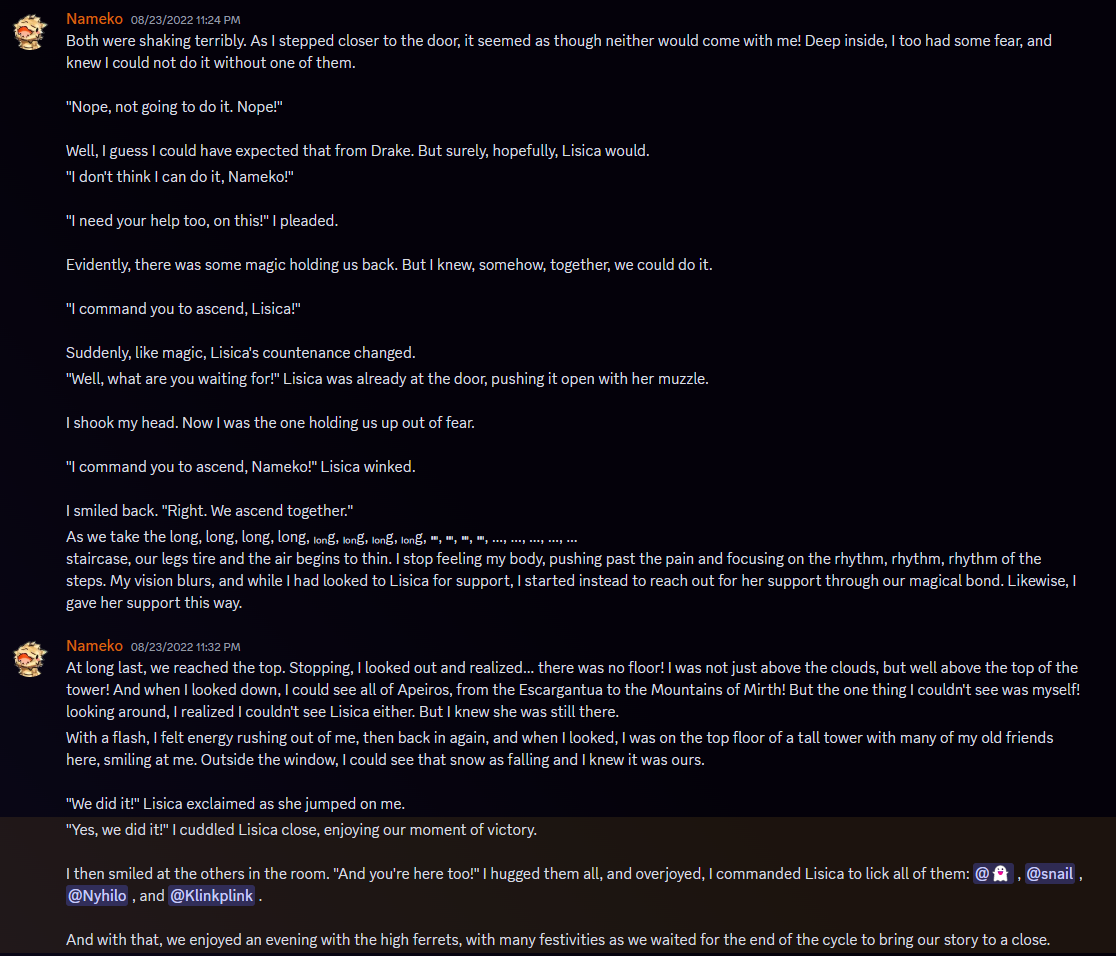 Nameko 08/23/2022 11:24 PM
Both were shaking terribly. As I stepped closer to the door, it seemed as though neither would come with me! Deep inside, I too had some fear, and
knew I could not do it without one of them.
"Nope, not going to do it. Nope!"
Well, I guess I could have expected that from Drake. But surely, hopefully, Lisica would.
"I don't think I can do it, Nameko!"
"I need your help too, on this!" I pleaded.
Evidently, there was some magic holding us back. But I knew, somehow, together, we could do it.
"I command you to ascend, Lisica!"
Suddenly, like magic, Lisica's countenance changed.
"Well, what are you waiting for!" Lisica was already at the door, pushing it open with her muzzle.
I shook my head. Now I was the one holding us up out of fear.
"I command you to ascend, Nameko!" Lisica winked.
I smiled back. "Right. We ascend together."
As we take the long, long, long, long, ₗₒₙg, ₗₒₙg, ₗₒₙg, ₗₒₙg, ..., ..., ..., ..., ...
staircase, our legs tire and the air begins to thin. I stop feeling my body, pushing past the pain and focusing on the rhythm, rhythm, rhythm of the
steps. My vision blurs, and while I had looked to Lisica for support, I started instead to reach out for her support through our magical bond. Likewise, I
gave her support this way.
Nameko 08/23/2022 11:32 PM
At long last, we reached the top. Stopping, I looked out and realized... there was no floor! I was not just above the clouds, but well above the top of the
tower! And when I looked down, I could see all of Apeiros, from the Escargantua to the Mountains of Mirth! But the one thing I couldn't see was myself!
looking around, I realized I couldn't see Lisica either. But I knew she was still there.
With a flash, I felt energy rushing out of me, then back in again, and when I looked, I was on the top floor of a tall tower with many of my old friends
here, smiling at me. Outside the window, I could see that snow as falling and I knew it was ours.
"We did it!" Lisica exclaimed as she jumped on me.
"Yes, we did it!" I cuddled Lisica close, enjoying our moment of victory.
I then smiled at the others in the room. "And you're here too!" I hugged them all, and overjoyed, I commanded Lisica to lick all of them: @👻 , @snail ,
@Nyhilo , and @Klinkplink .
And with that, we enjoyed an evening with the high ferrets, with many festivities as we waited for the end of the cycle to bring our story to a close.